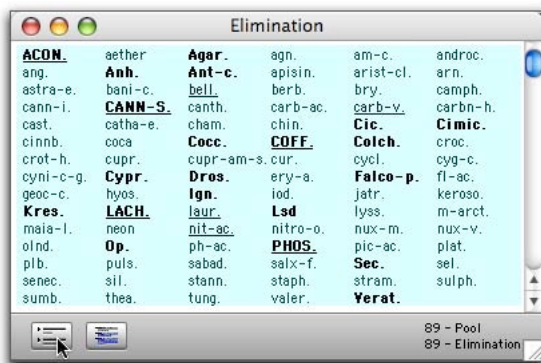 Elimination
ACON. aether Agar. agn. am-c. androc.
ang. Anh. Ant-c. apisin. arist-cl. arn.
astra-e. bani-c. bell. berb. bry. camph.
cann-i. CANN-S. canth. carb-ac. carb-v. carbn-h.
cast. catha-e. cham. chin. Cic. Cimic.
cinnb. coca Cocc. COFF. Colch. croc.
crot-h. cupr. cupr-am-s. cur. cycl. cyg-c.
cyni-c-g. Cypr. Dros. ery-a. Falco-p. fl-ac.
geoc-c. hyos. Ign. iod. jatr. keroso.
Kres. LACH. laur. Lsd lyss. m-arct.
maia-l. neon nit-ac. nitro-o. nux-m. nux-v.
olnd. Op. ph-ac. PHOS. pic-ac. plat.
plb. puls. sabad. salx-f. Sec. sel.
senec. sil. stann. staph. stram. sulph.
sumb. thea. tung. valer. Verat.
89 - Pool
89 - Elimination